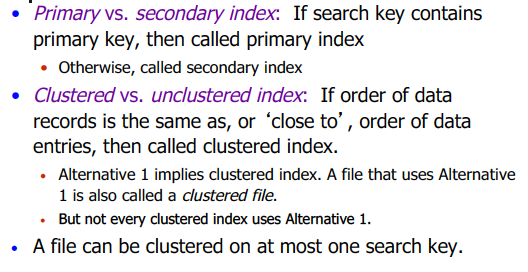 • Primary vs. secondary index: If search key contains
primary key, then called primary index
• Otherwise, called secondary index
• Clustered vs. unclustered index: If order of data
records is the same as, or ‘close to’, order of data
entries, then called clustered index.
• Alternative 1 implies clustered index. A file that uses Alternative
1 is also called a clustered file.
• But not every clustered index uses Alternative 1.
• A file can be clustered on at most one search key.